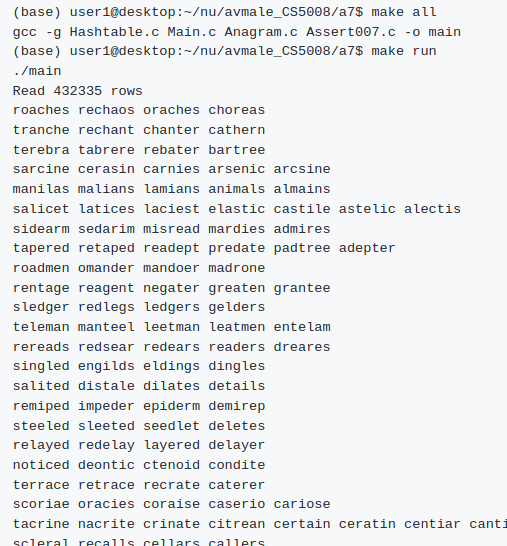 (base) user1@desktop:~/nu/avmale_CS5008/a7$ make all
gcc -g Hashtable.c Main.c Anagram.c Assert007.c -o main
(base) user1@desktop:~/nu/avmale_CS5008/a7$ make run
./main
Read 432335 rows
roaches rechaos oraches choreas
tranche rechant chanter cathern
terebra tabrere rebater bartree
sarcine cerasin carnies arsenic arcsine
manilas malians lamians animals almains
salicet latices laciest elastic castile astelic alectis
sidearm sedarim misread mardies admires
tapered retaped readept predate padtree adepter
roadmen omander mandoer madrone
rentage reagent negater greaten grantee
sledger redlegs ledgers gelders
teleman manteel leetman leatmen entelam
rereads redsear redears readers dreares
singled engilds eldings dingles
salited distale dilates details
remiped impeder epiderm demirep
steeled sleeted seedlet deletes
relayed redelay layered delayer
noticed deontic ctenoid condite
terrace retrace recrate caterer
scoriae oracies coraise caserio cariose
tacrine nacrite crinate citrean certain ceratin centiar canti
scleral recalls cellars callers